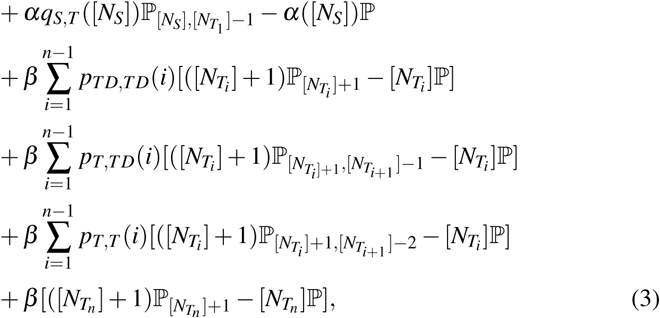 + αq_{S,T}([N_S])ℙ_{[N_S],[N_{T_1}]−1} − α([N_S])ℙ
+ β ∑_{i=1}^{n−1} p_{TD,TD}(i)[([N_{T_i}] + 1)ℙ_{[N_{T_i}]+1} − [N_{T_i}]ℙ]
+ β ∑_{i=1}^{n−1} p_{T,TD}(i)[([N_{T_i}] + 1)ℙ_{[N_{T_i}]+1,[N_{T_{i+1}}]−1} − [N_{T_i}]ℙ]
+ β ∑_{i=1}^{n−1} p_{T,T}(i)[([N_{T_i}] + 1)ℙ_{[N_{T_i}]+1,[N_{T_{i+1}}]−2} − [N_{T_i}]ℙ]
+ β[([N_{T_n}] + 1)ℙ_{[N_{T_n}]+1} − [N_{T_n}]ℙ], (3)